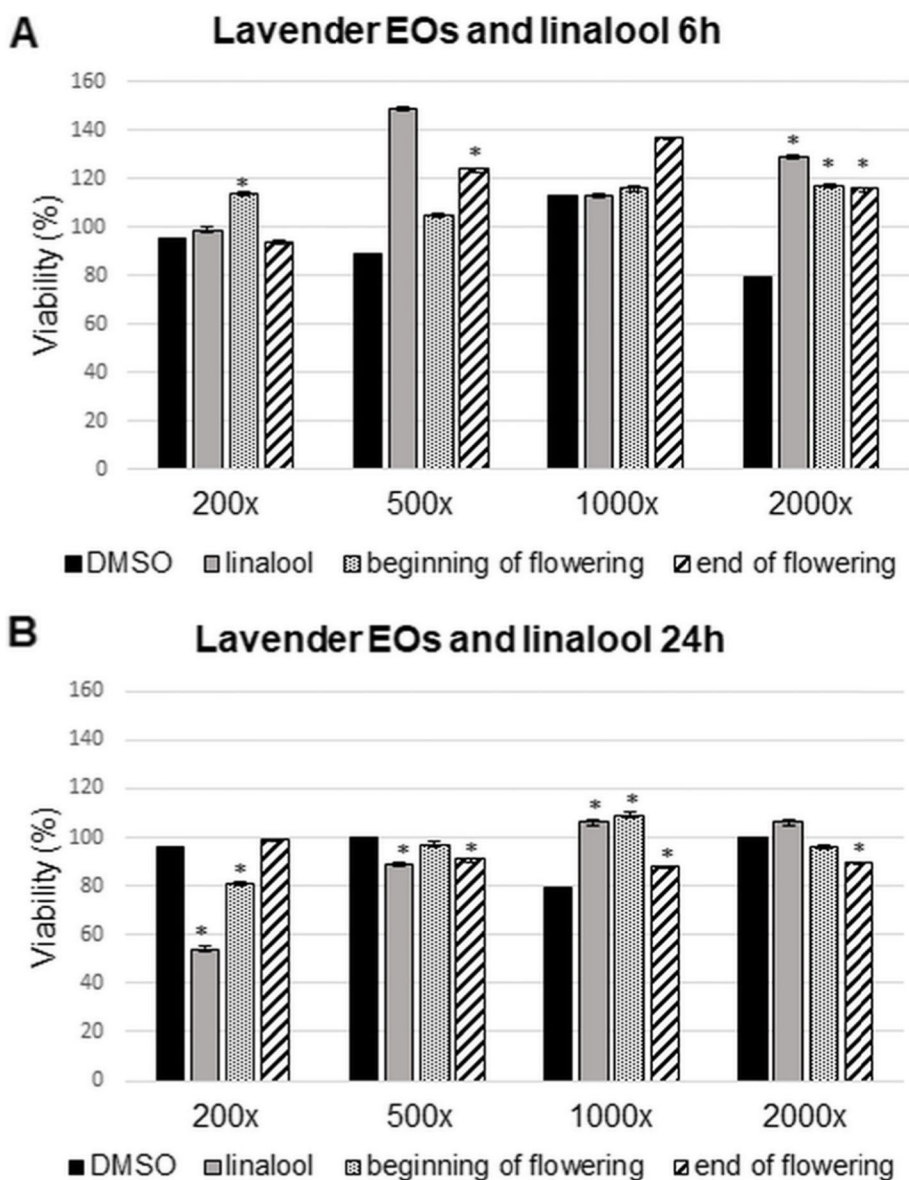 A
Lavender EOs and linalool 6h
160
140
120
100
80
60
40
20
0
Viability (%)
*
*
* * *
200x 500x 1000x 2000x
DMSO linalool beginning of flowering end of flowering
B
Lavender EOs and linalool 24h
160
140
120
100
80
60
40
20
0
Viability (%)
* *
* * * * * *
200x 500x 1000x 2000x
DMSO linalool beginning of flowering end of flowering